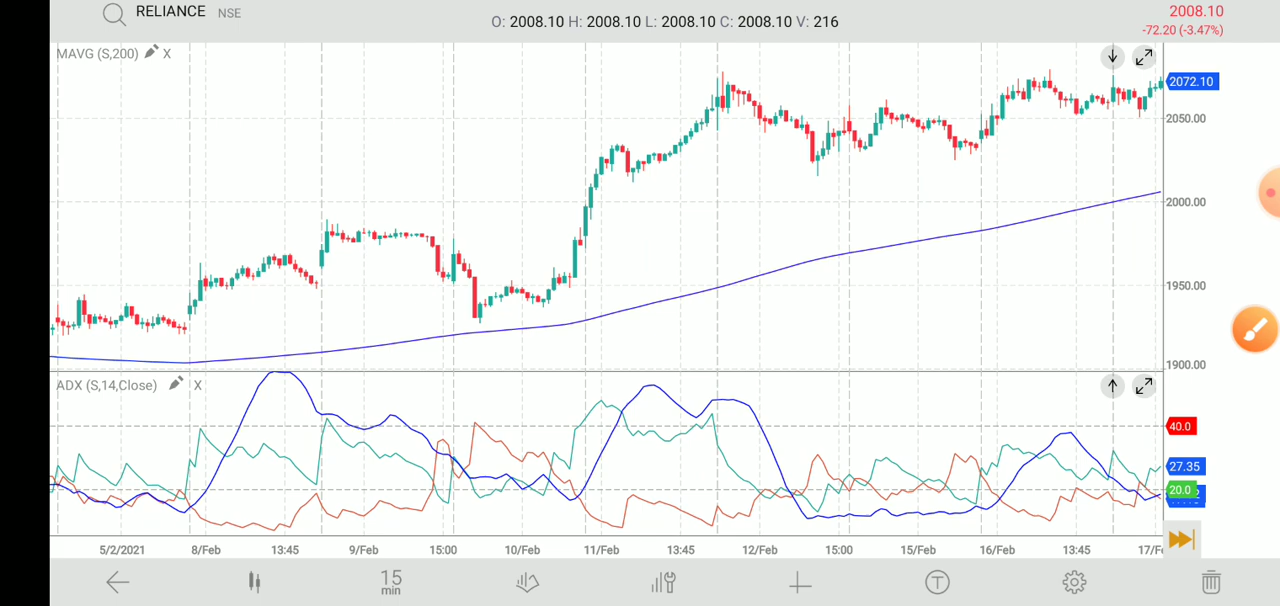 RELIANCE NSE
O: 2008.10 H: 2008.10 L: 2008.10 C: 2008.10 V: 216
2008.10
-72.20 (-3.47%)
MAVG (S,200) X
2072.10
2050.00
2000.00
1950.00
1900.00
ADX (S,14,Close) X
40.0
27.35
20.0
5/2/2021 8/Feb 13:45 9/Feb 15:00 10/Feb 11/Feb 13:45 12/Feb 15:00 15/Feb 16/Feb 13:45
15
min
T